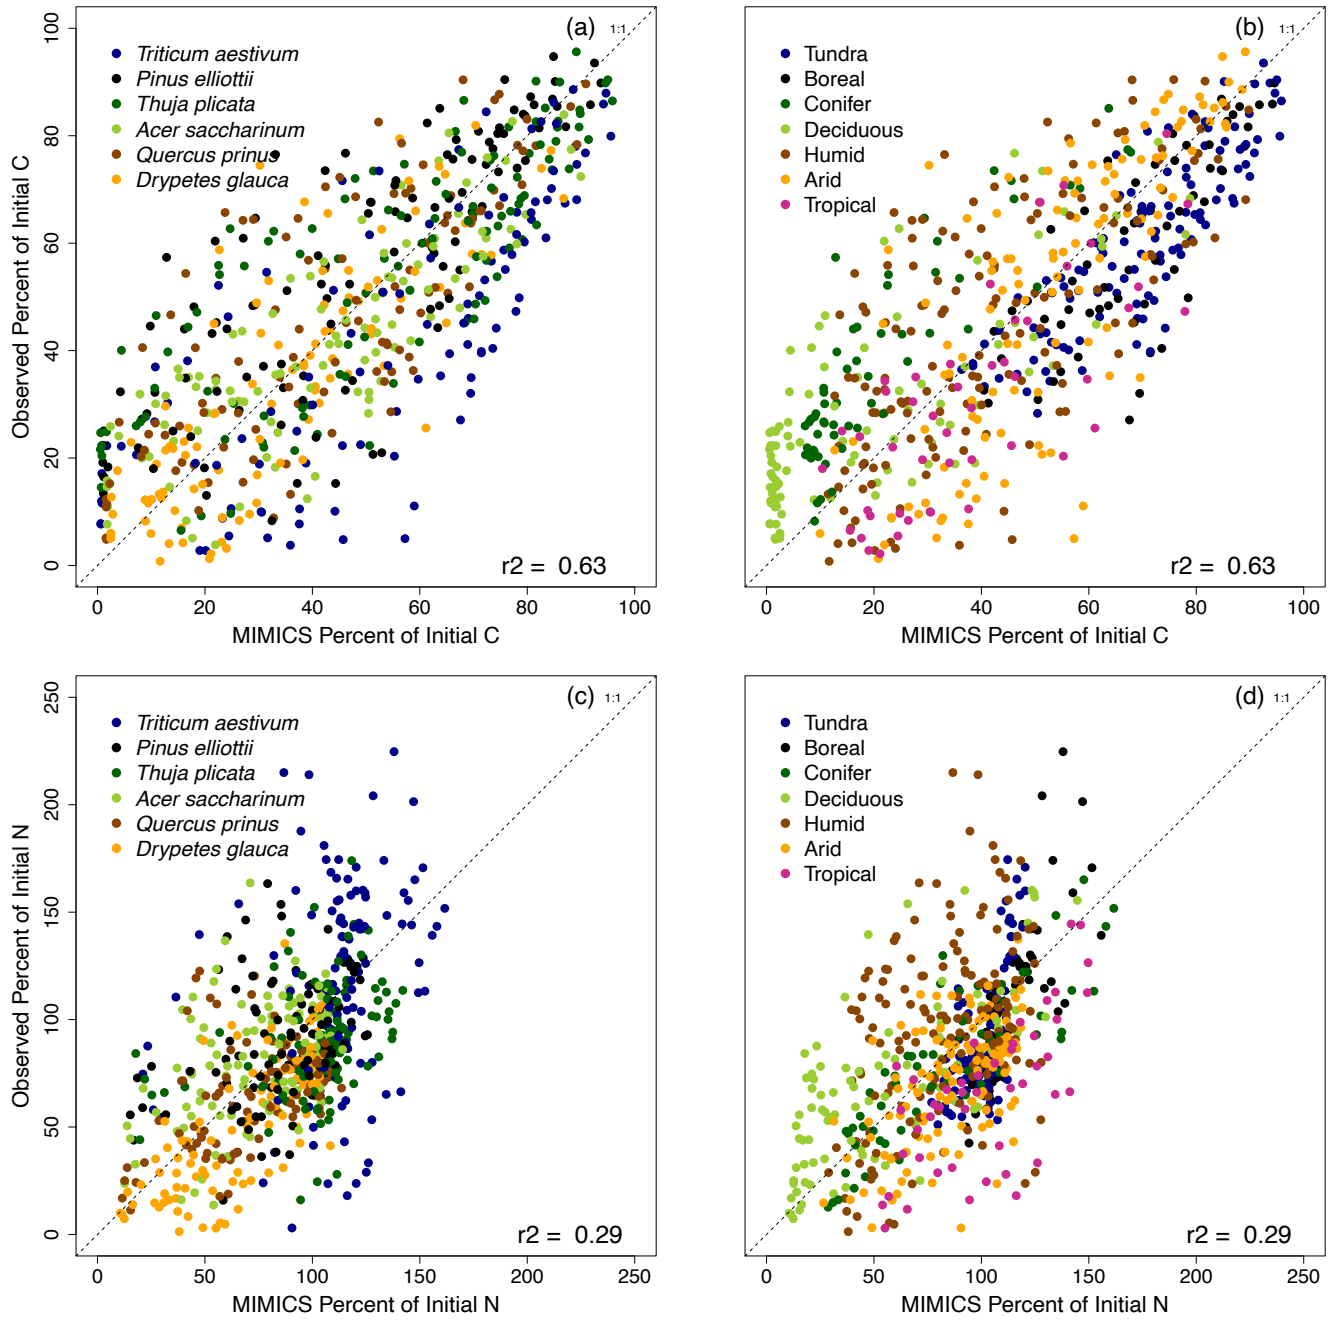 (a)
1:1
Triticum aestivum
Pinus elliottii
Thuja plicata
Acer saccharinum
Quercus prinus
Drypetes glauca
r2 = 0.63
Observed Percent of Initial C
0
20
40
60
80
100
0 20 40 60 80 100
MIMICS Percent of Initial C
(b)
1:1
Tundra
Boreal
Conifer
Deciduous
Humid
Arid
Tropical
r2 = 0.63
0 20 40 60 80 100
MIMICS Percent of Initial C
(c)
1:1
Triticum aestivum
Pinus elliottii
Thuja plicata
Acer saccharinum
Quercus prinus
Drypetes glauca
r2 = 0.29
Observed Percent of Initial N
0
50
100
150
200
250
0 50 100 150 200 250
MIMICS Percent of Initial N
(d)
1:1
Tundra
Boreal
Conifer
Deciduous
Humid
Arid
Tropical
r2 = 0.29
0 50 100 150 200 250
MIMICS Percent of Initial N